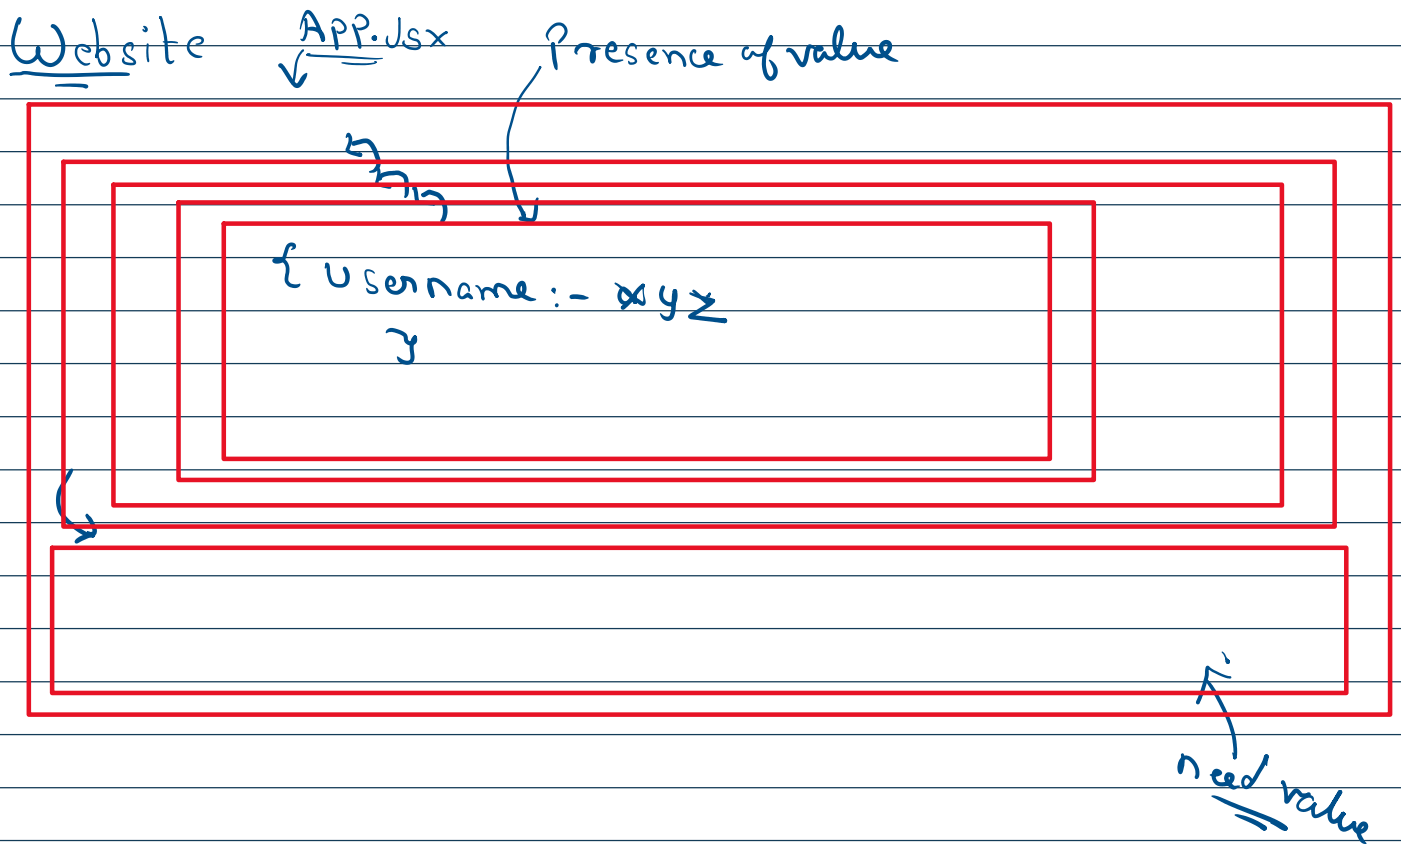 Website App.Jsx Presence of value
{ username :- xyz
}
need value